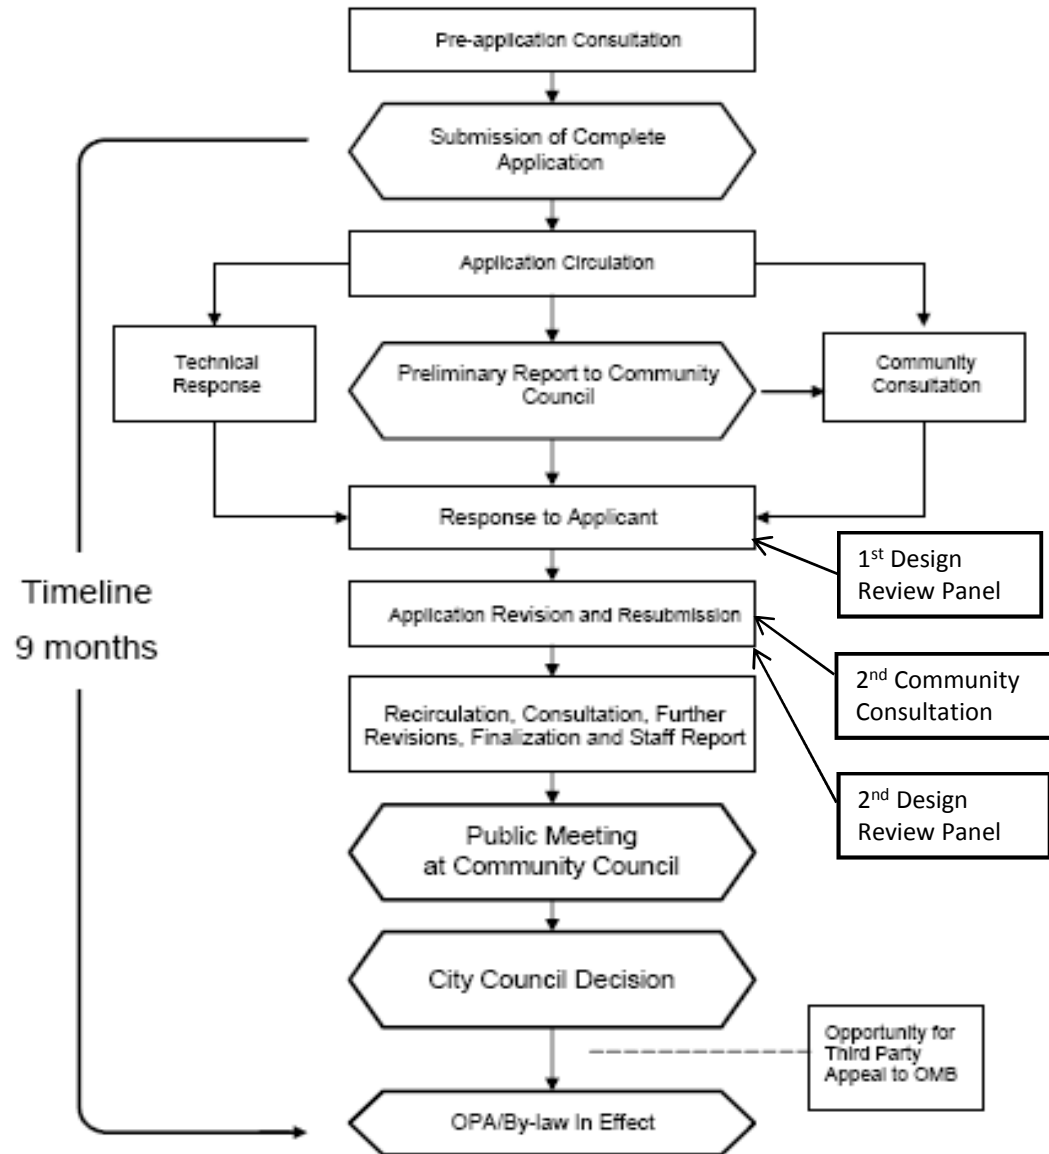 Pre-application Consultation
Submission of Complete
Application
Application Circulation
Technical
Response
Preliminary Report to Community
Council
Community
Consultation
Response to Applicant
1st Design
Review Panel
Timeline
9 months
Application Revision and Resubmission
2nd Community
Consultation
Recirculation, Consultation, Further
Revisions, Finalization and Staff Report
2nd Design
Review Panel
Public Meeting
at Community Council
City Council Decision
Opportunity for
Third Party
Appeal to OMB
OPA/By-law In Effect